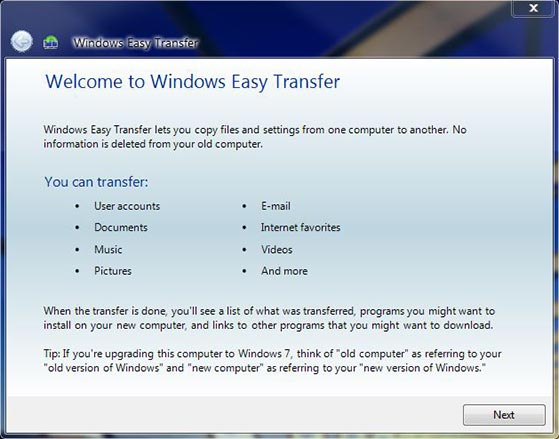 Windows Easy Transfer
Welcome to Windows Easy Transfer
Windows Easy Transfer lets you copy files and settings from one computer to another. No
information is deleted from your old computer.
You can transfer:
• User accounts
• Documents
• Music
• Pictures
• E-mail
• Internet favorites
• Videos
• And more
When the transfer is done, you'll see a list of what was transferred, programs you might want to
install on your new computer, and links to other programs that you might want to download.
Tip: If you're upgrading this computer to Windows 7, think of "old computer" as referring to your
"old version of Windows" and "new computer" as referring to your "new version of Windows."
Next